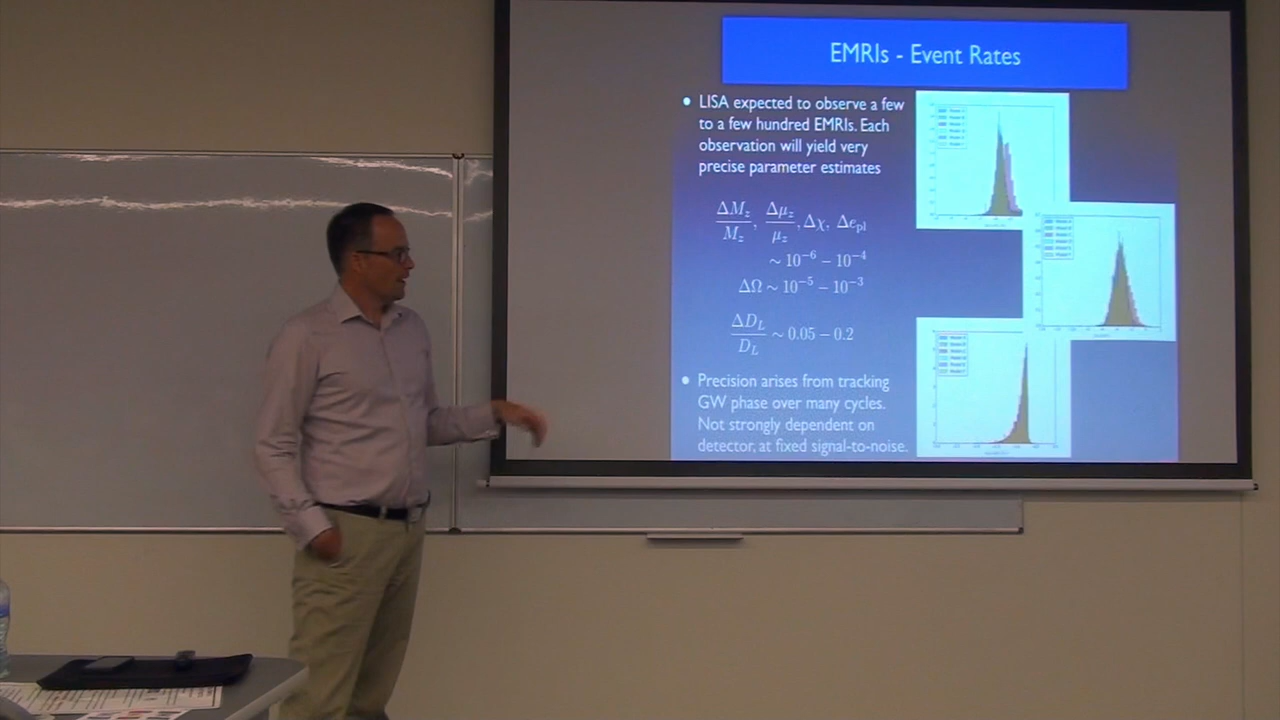 EMRIs - Event Rates
• LISA expected to observe a few
to a few hundred EMRIs. Each
observation will yield very
precise parameter estimates
ΔM_z/M_z, Δμ_z/μ_z, Δχ, Δe_pl
~ 10^-6 - 10^-4
ΔΩ ~ 10^-5 - 10^-3
ΔD_L/D_L ~ 0.05 - 0.2
• Precision arises from tracking
GW phase over many cycles.
Not strongly dependent on
detector, at fixed signal-to-noise.